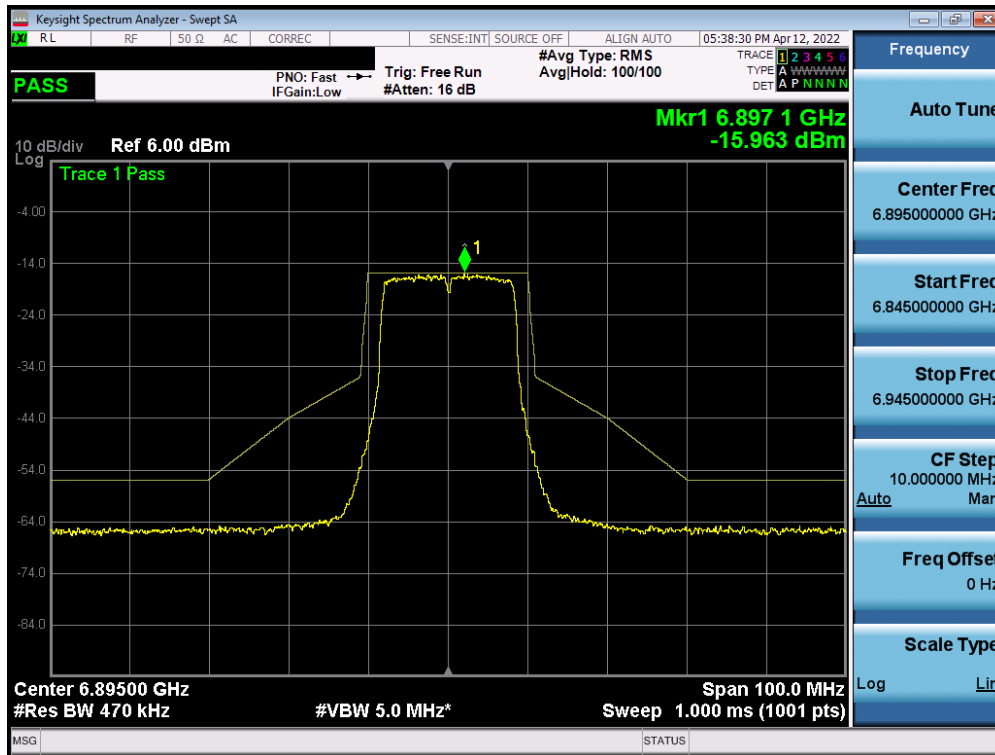 Keysight Spectrum Analyzer - Swept SA
LXI RL RF 50 Ω AC CORREC SENSE:INT SOURCE OFF ALIGN AUTO 05:38:30 PM Apr 12, 2022
PASS
PNO: Fast
IFGain:Low
Trig: Free Run
#Atten: 16 dB
#Avg Type: RMS
Avg|Hold: 100/100
TRACE 1 2 3 4 5 6
TYPE A WWWWW
DET A P N N N N
Mkr1 6.897 1 GHz
-15.963 dBm
10 dB/div Ref 6.00 dBm
Log
Trace 1 Pass
1
-4.00
-14.0
-24.0
-34.0
-44.0
-54.0
-64.0
-74.0
-84.0
Center 6.89500 GHz Span 100.0 MHz
#Res BW 470 kHz #VBW 5.0 MHz* Sweep 1.000 ms (1001 pts)
MSG STATUS
Frequency
Auto Tune
Center Freq
6.895000000 GHz
Start Freq
6.845000000 GHz
Stop Freq
6.945000000 GHz
CF Step
10.000000 MHz
Auto Man
Freq Offset
0 Hz
Scale Type
Log Lin